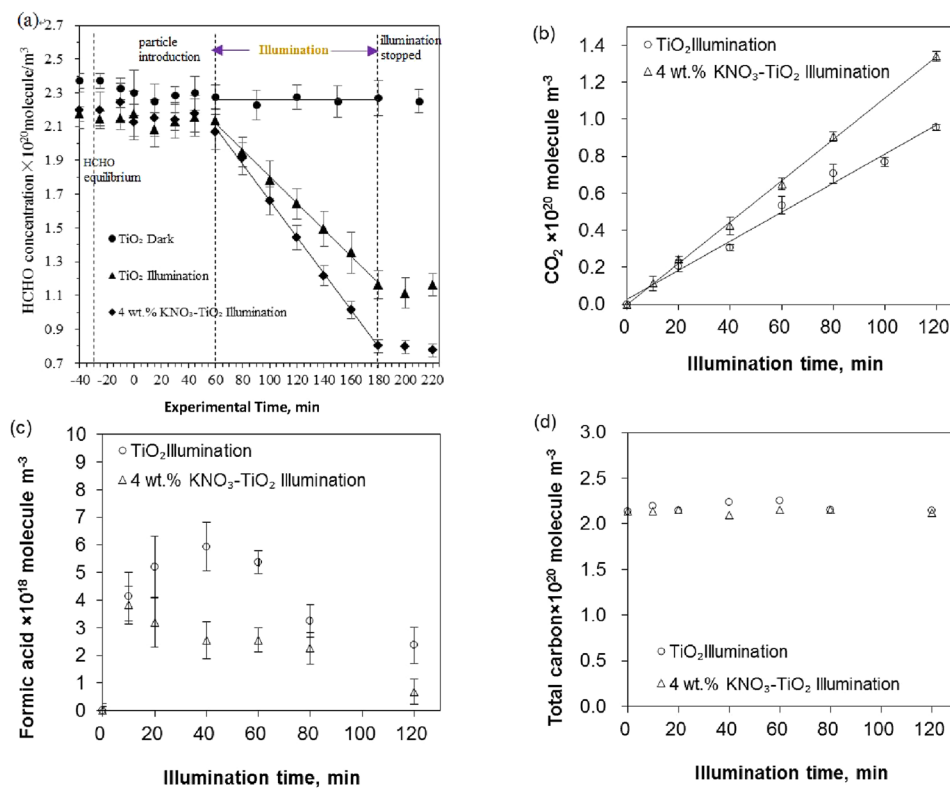 (a)
2.7
2.5
2.3
2.1
1.9
1.7
1.5
1.3
1.1
0.9
0.7
HCHO concentration×10²⁰molecule/m³
particle introduction
Illumination
illumination stopped
HCHO equilibrium
TiO₂ Dark
TiO₂ Illumination
4 wt.% KNO₃-TiO₂ Illumination
-40 -20 0 20 40 60 80 100 120 140 160 180 200 220
Experimental Time, min
(b)
TiO₂Illumination
4 wt.% KNO₃-TiO₂ Illumination
1.4
1.2
1.0
0.8
0.6
0.4
0.2
0.0
CO₂ ×10²⁰ molecule m⁻³
0 20 40 60 80 100 120
Illumination time, min
(c)
TiO₂Illumination
4 wt.% KNO₃-TiO₂ Illumination
10
9
8
7
6
5
4
3
2
1
0
Formic acid ×10¹⁸ molecule m⁻³
0 20 40 60 80 100 120
Illumination time, min
(d)
3.0
2.5
2.0
1.5
1.0
0.5
0.0
Total carbon×10²⁰ molecule m⁻³
TiO₂Illumination
4 wt.% KNO₃-TiO₂ Illumination
0 20 40 60 80 100 120
Illumination time, min